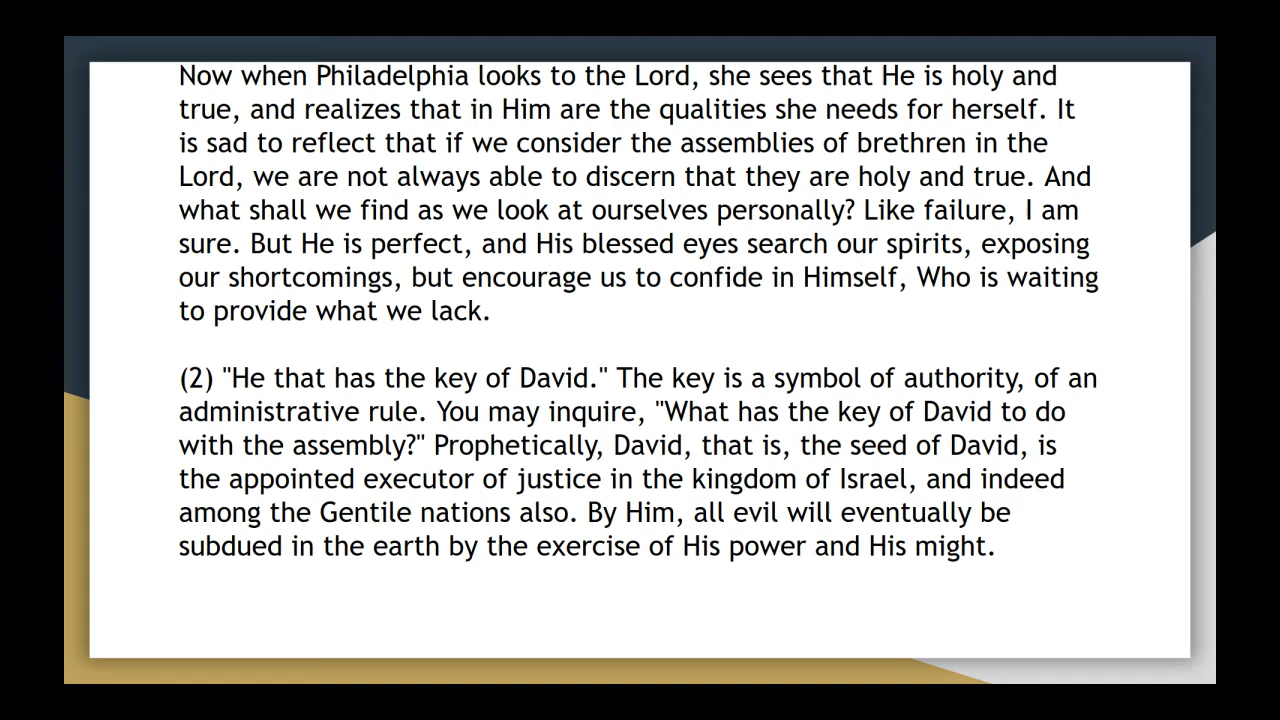 Now when Philadelphia looks to the Lord, she sees that He is holy and
true, and realizes that in Him are the qualities she needs for herself. It
is sad to reflect that if we consider the assemblies of brethren in the
Lord, we are not always able to discern that they are holy and true. And
what shall we find as we look at ourselves personally? Like failure, I am
sure. But He is perfect, and His blessed eyes search our spirits, exposing
our shortcomings, but encourage us to confide in Himself, Who is waiting
to provide what we lack.
(2) "He that has the key of David." The key is a symbol of authority, of an
administrative rule. You may inquire, "What has the key of David to do
with the assembly?" Prophetically, David, that is, the seed of David, is
the appointed executor of justice in the kingdom of Israel, and indeed
among the Gentile nations also. By Him, all evil will eventually be
subdued in the earth by the exercise of His power and His might.